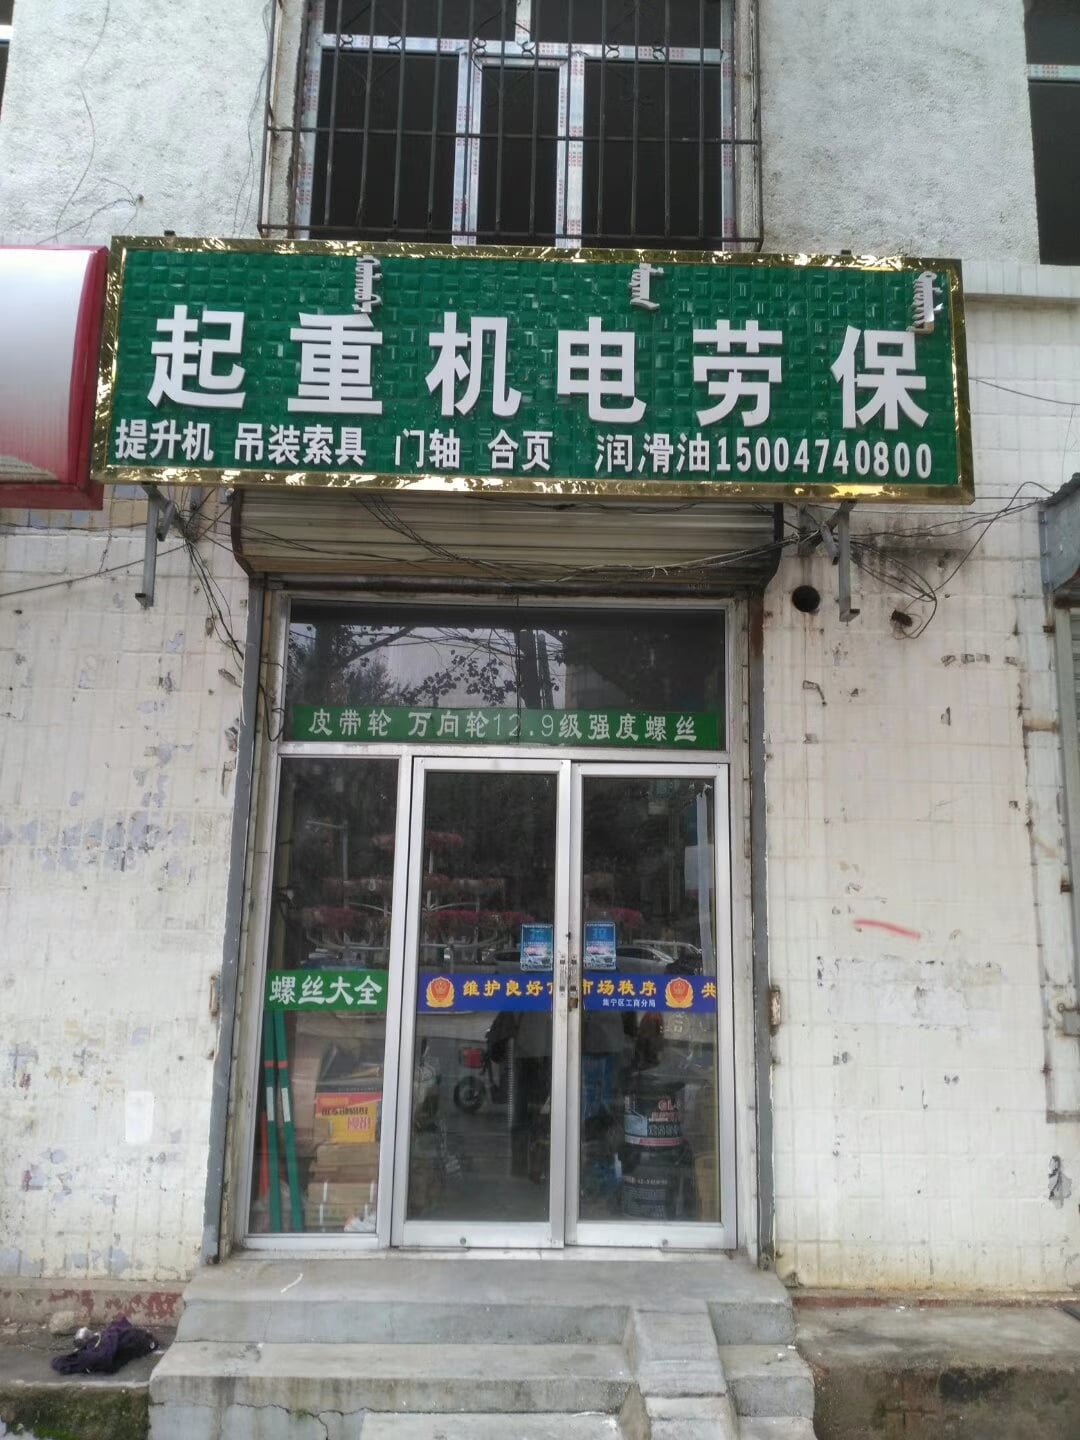 起重机电劳保
提升机 吊装索具 门轴 合页 润滑油15004740800
皮带轮 万向轮12.9级强度螺丝
螺丝大全
维护良好市 市场秩序 共
集宁区工商分局